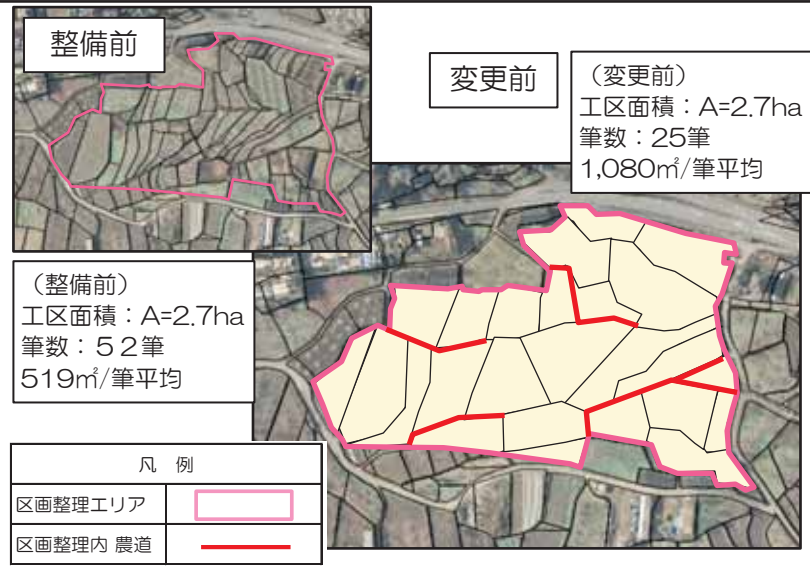 整備前
変更前
（変更前）
工区面積：A=2.7ha
筆数：25筆
1,080㎡/筆平均
（整備前）
工区面積：A=2.7ha
筆数：５２筆
519㎡/筆平均
凡　例
区画整理エリア
区画整理内 農道